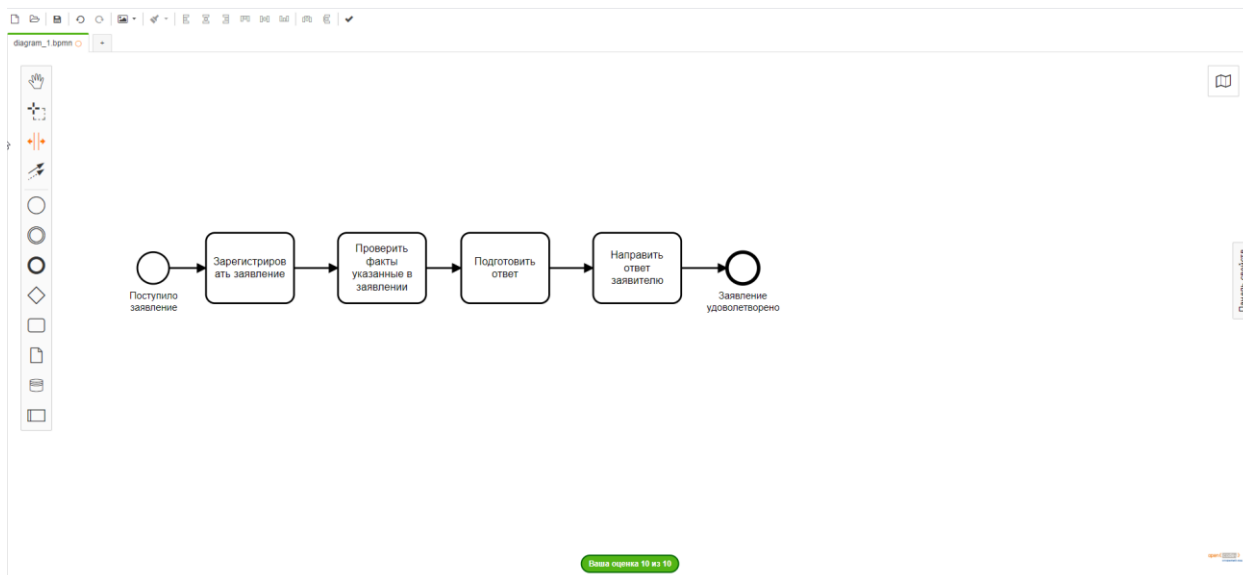 diagram_1.bpmn
+
Поступило
заявление
Зарегистриров
ать заявление
Проверить
факты
указанные в
заявлении
Подготовить
ответ
Направить
ответ
заявителю
Заявление
удоволетворено
Ваша оценка 10 из 10